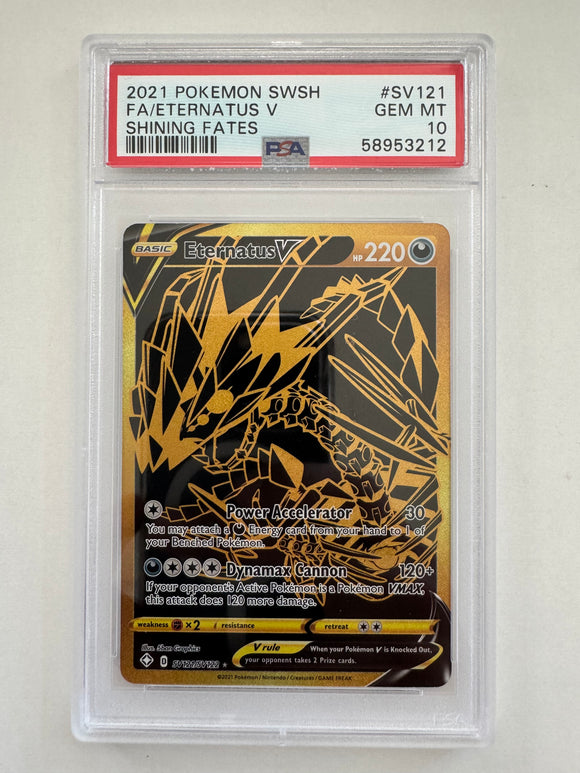 2021 POKEMON SWSH #SV121
FA/ETERNATUS V GEM MT
SHINING FATES 10
PSA 58953212
BASIC Eternatus V HP 220
Power Accelerator 30
You may attach a Energy card from your hand to 1 of
your Benched Pokémon.
Dynamax Cannon 120+
If your opponent's Active Pokémon is a Pokémon VMAX,
this attack does 120 more damage.
weakness ×2 resistance retreat
Illus. 5ban Graphics V rule When your Pokémon V is Knocked Out,
D SV121/SV122 your opponent takes 2 Prize cards.
©2021 Pokémon / Nintendo / Creatures / GAME FREAK